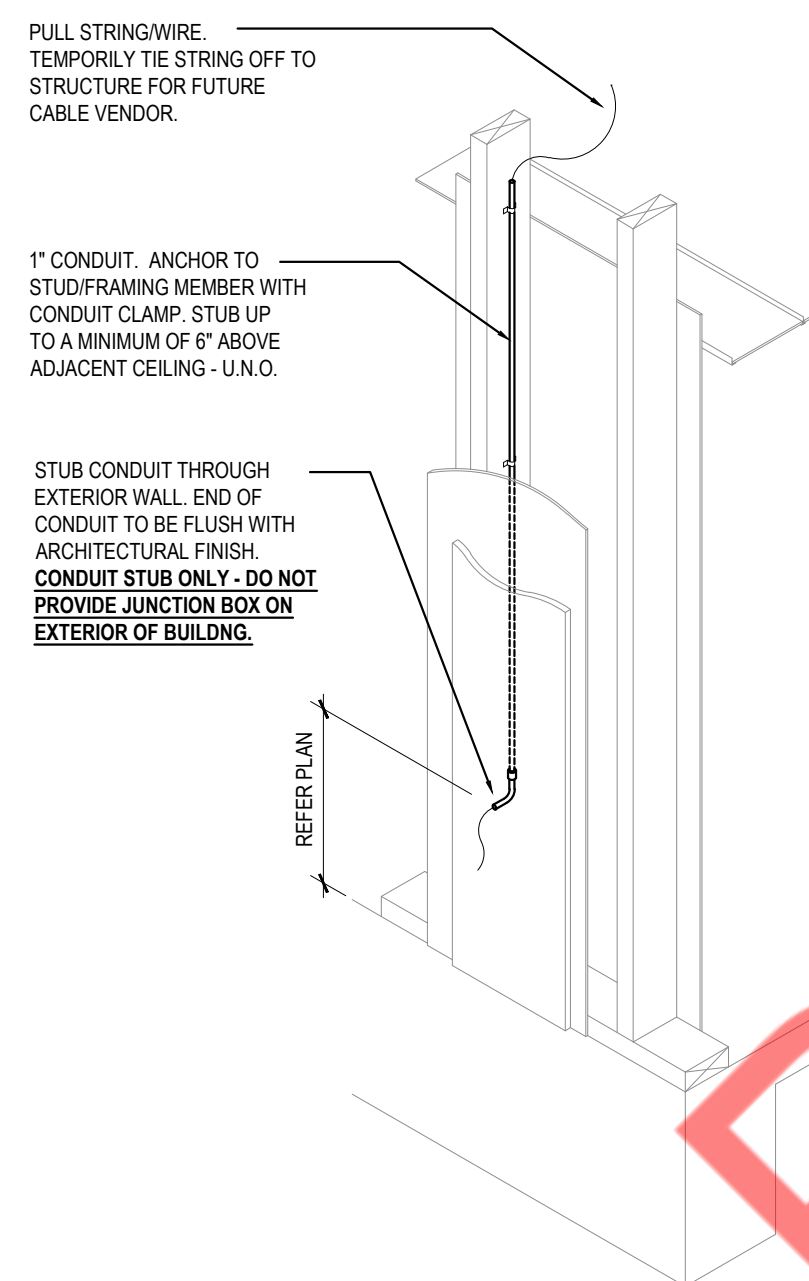 PULL STRING/WIRE.
TEMPORILY TIE STRING OFF TO
STRUCTURE FOR FUTURE
CABLE VENDOR.
1" CONDUIT. ANCHOR TO
STUD/FRAMING MEMBER WITH
CONDUIT CLAMP. STUB UP
TO A MINIMUM OF 6" ABOVE
ADJACENT CEILING - U.N.O.
STUB CONDUIT THROUGH
EXTERIOR WALL. END OF
CONDUIT TO BE FLUSH WITH
ARCHITECTURAL FINISH.
CONDUIT STUB ONLY - DO NOT
PROVIDE JUNCTION BOX ON
EXTERIOR OF BUILDNG.
REFER PLAN